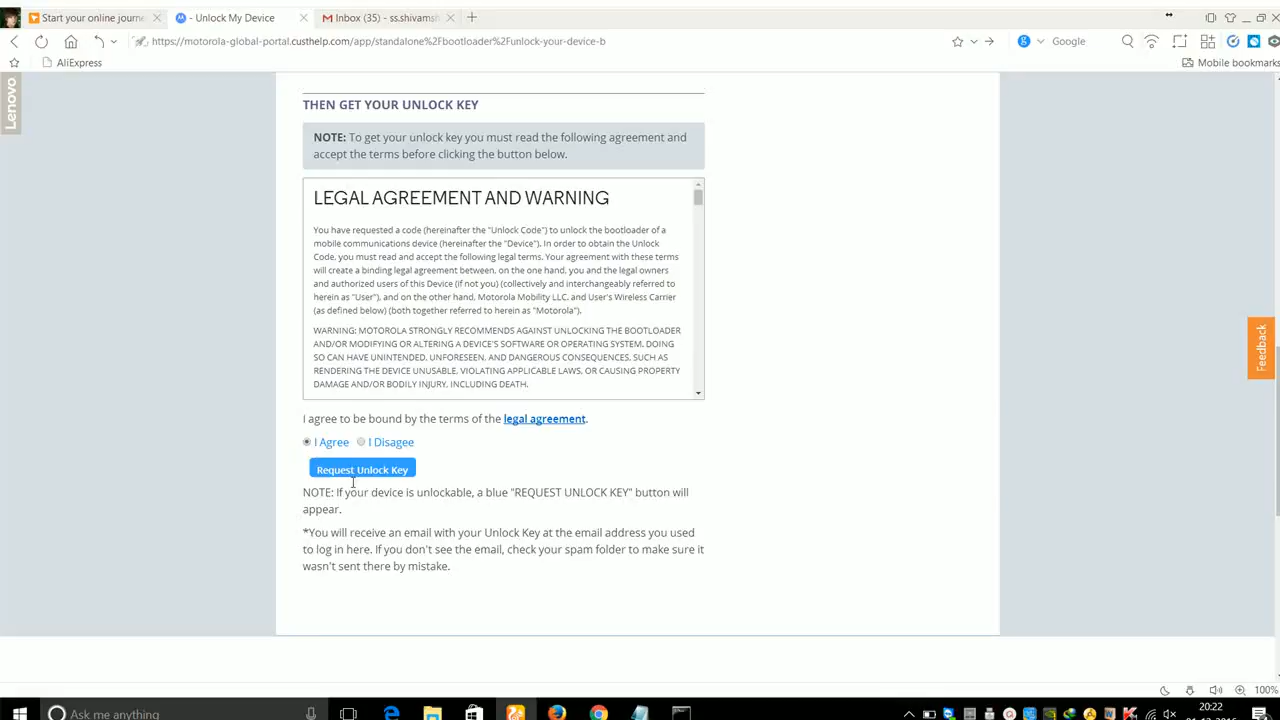 Start your online journe
- Unlock My Device
Inbox (35) - ss.shivamsh
https://motorola-global-portal.custhelp.com/app/standalone%2Fbootloader%2Funlock-your-device-b
Google
AliExpress
Mobile bookmarks
Lenovo
THEN GET YOUR UNLOCK KEY
NOTE: To get your unlock key you must read the following agreement and
accept the terms before clicking the button below.
LEGAL AGREEMENT AND WARNING
You have requested a code (hereinafter the "Unlock Code") to unlock the bootloader of a
mobile communications device (hereinafter the "Device"). In order to obtain the Unlock
Code, you must read and accept the following legal terms. Your agreement with these terms
will create a binding legal agreement between, on the one hand, you and the legal owners
and authorized users of this Device (if not you) (collectively and interchangeably referred to
herein as "User"), and on the other hand, Motorola Mobility LLC. and User's Wireless Carrier
(as defined below) (both together referred to herein as "Motorola").
WARNING: MOTOROLA STRONGLY RECOMMENDS AGAINST UNLOCKING THE BOOTLOADER
AND/OR MODIFYING OR ALTERING A DEVICE'S SOFTWARE OR OPERATING SYSTEM. DOING
SO CAN HAVE UNINTENDED, UNFORESEEN, AND DANGEROUS CONSEQUENCES, SUCH AS
RENDERING THE DEVICE UNUSABLE, VIOLATING APPLICABLE LAWS, OR CAUSING PROPERTY
DAMAGE AND/OR BODILY INJURY, INCLUDING DEATH.
Feedback
I agree to be bound by the terms of the legal agreement.
I Agree I Disagee
Request Unlock Key
NOTE: If your device is unlockable, a blue "REQUEST UNLOCK KEY" button will
appear.
*You will receive an email with your Unlock Key at the email address you used
to log in here. If you don't see the email, check your spam folder to make sure it
wasn't sent there by mistake.
100%
Ask me anything
20:22